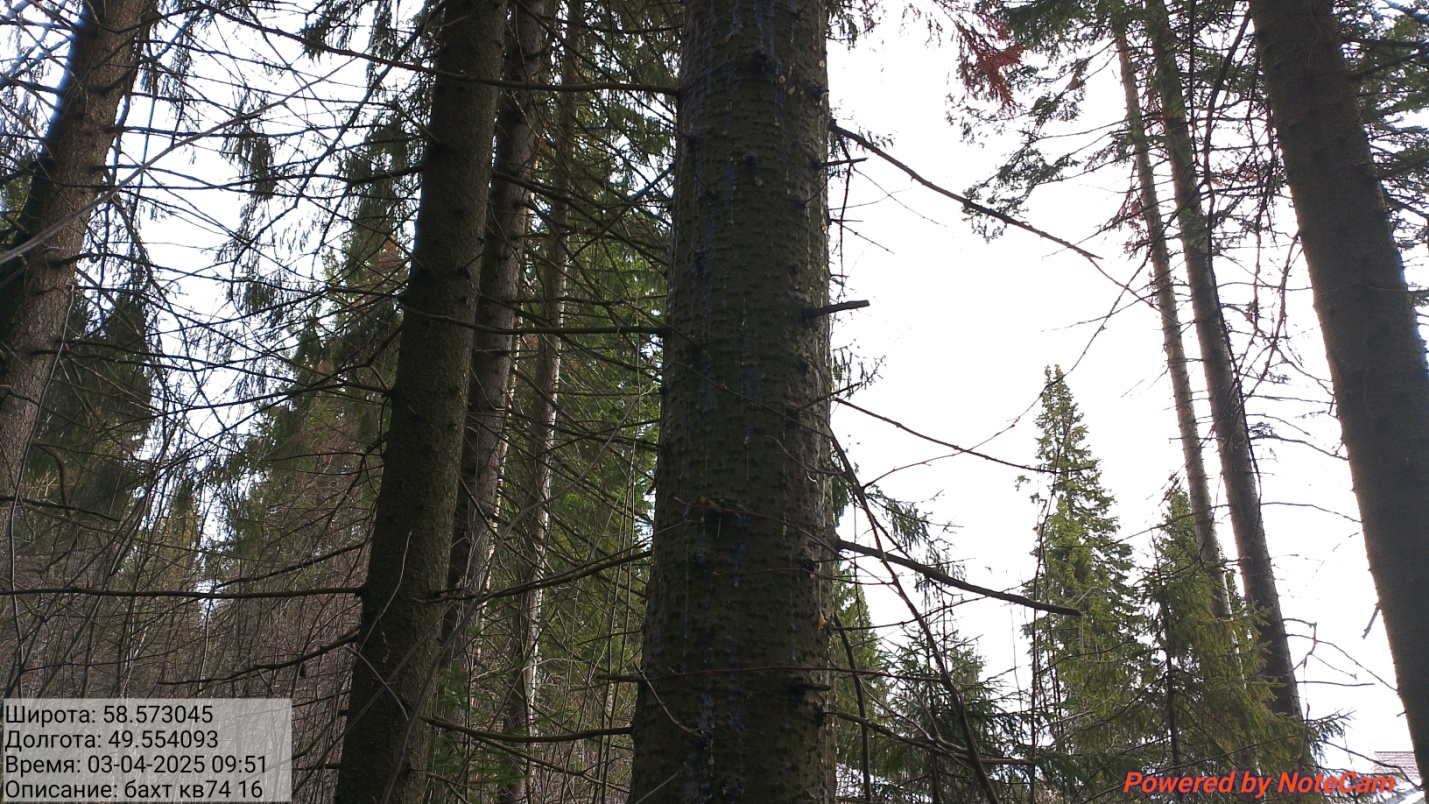 Широта: 58.573045
Долгота: 49.554093
Время: 03-04-2025 09:51
Описание: бахт кв74 16
Powered by NoteCam